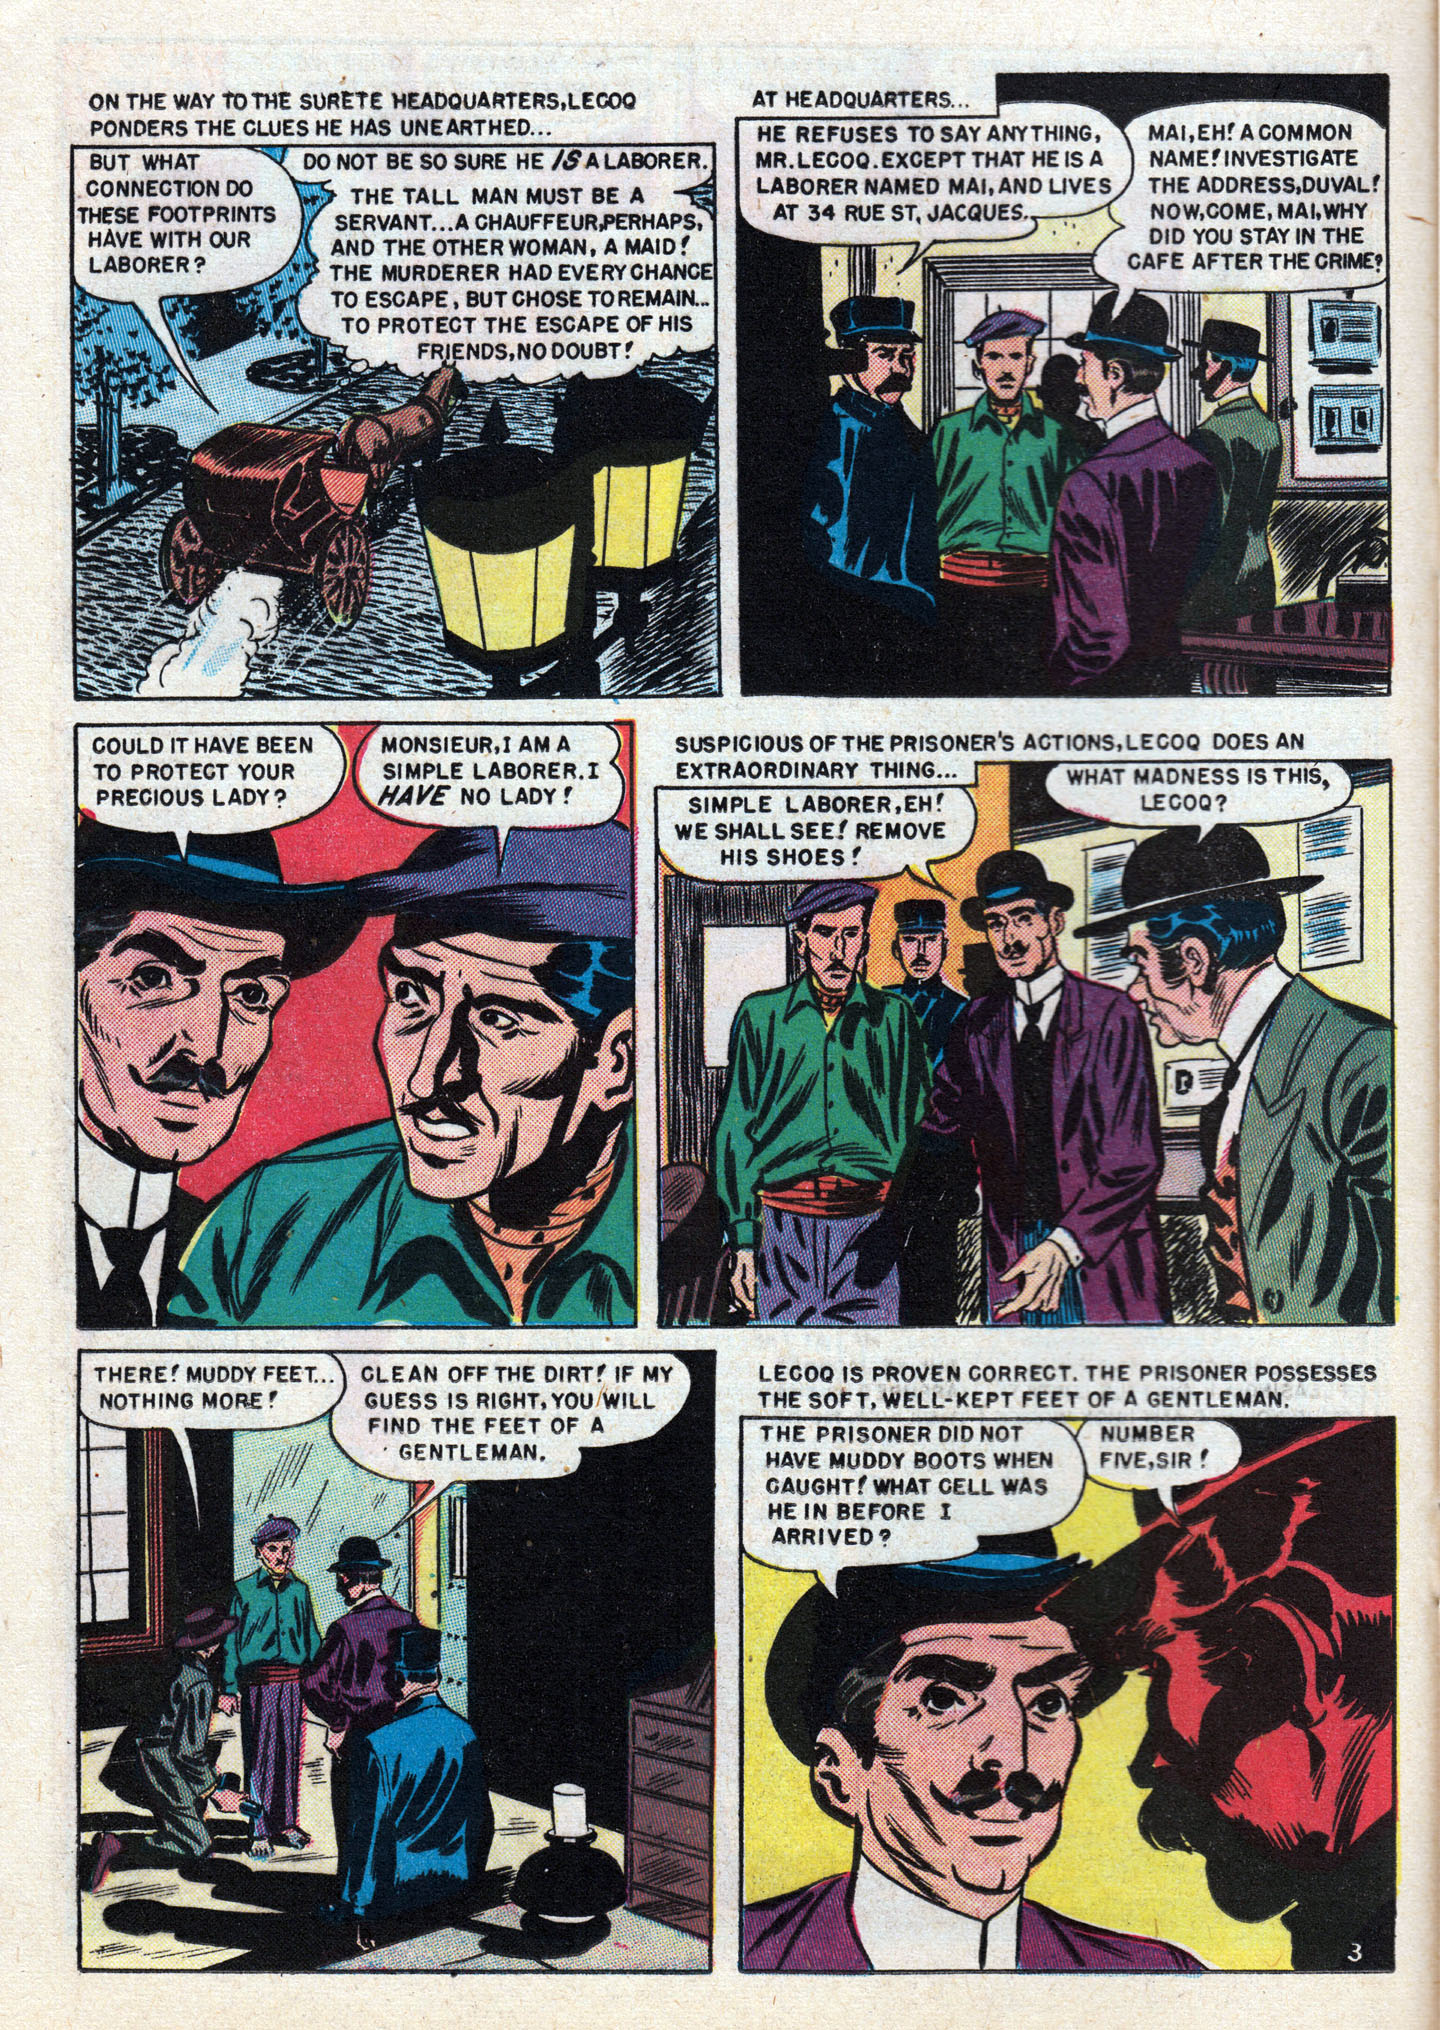 ON THE WAY TO THE SURETE HEADQUARTERS, LECOQ
PONDERS THE CLUES HE HAS UNEARTHED...
BUT WHAT
CONNECTION DO
THESE FOOTPRINTS
HAVE WITH OUR
LABORER?
DO NOT BE SO SURE HE IS A LABORER.
THE TALL MAN MUST BE A
SERVANT...A CHAUFFEUR, PERHAPS,
AND THE OTHER WOMAN, A MAID!
THE MURDERER HAD EVERY CHANCE
TO ESCAPE, BUT CHOSE TO REMAIN...
TO PROTECT THE ESCAPE OF HIS
FRIENDS, NO DOUBT!
AT HEADQUARTERS...
HE REFUSES TO SAY ANYTHING,
MR. LECOQ. EXCEPT THAT HE IS A
LABORER NAMED MAI, AND LIVES
AT 34 RUE ST. JACQUES.
MAI, EH! A COMMON
NAME! INVESTIGATE
THE ADDRESS, DUVAL!
NOW, COME, MAI, WHY
DID YOU STAY IN THE
CAFE AFTER THE CRIME?
COULD IT HAVE BEEN
TO PROTECT YOUR
PRECIOUS LADY?
MONSIEUR, I AM A
SIMPLE LABORER. I
HAVE NO LADY!
SUSPICIOUS OF THE PRISONER'S ACTIONS, LECOQ DOES AN
EXTRAORDINARY THING...
SIMPLE LABORER, EH!
WE SHALL SEE! REMOVE
HIS SHOES!
WHAT MADNESS IS THIS,
LECOQ?
THERE! MUDDY FEET...
NOTHING MORE!
CLEAN OFF THE DIRT! IF MY
GUESS IS RIGHT, YOU WILL
FIND THE FEET OF A
GENTLEMAN.
LECOQ IS PROVEN CORRECT. THE PRISONER POSSESSES
THE SOFT, WELL-KEPT FEET OF A GENTLEMAN.
THE PRISONER DID NOT
HAVE MUDDY BOOTS WHEN
CAUGHT! WHAT CELL WAS
HE IN BEFORE I
ARRIVED?
NUMBER
FIVE, SIR!
3